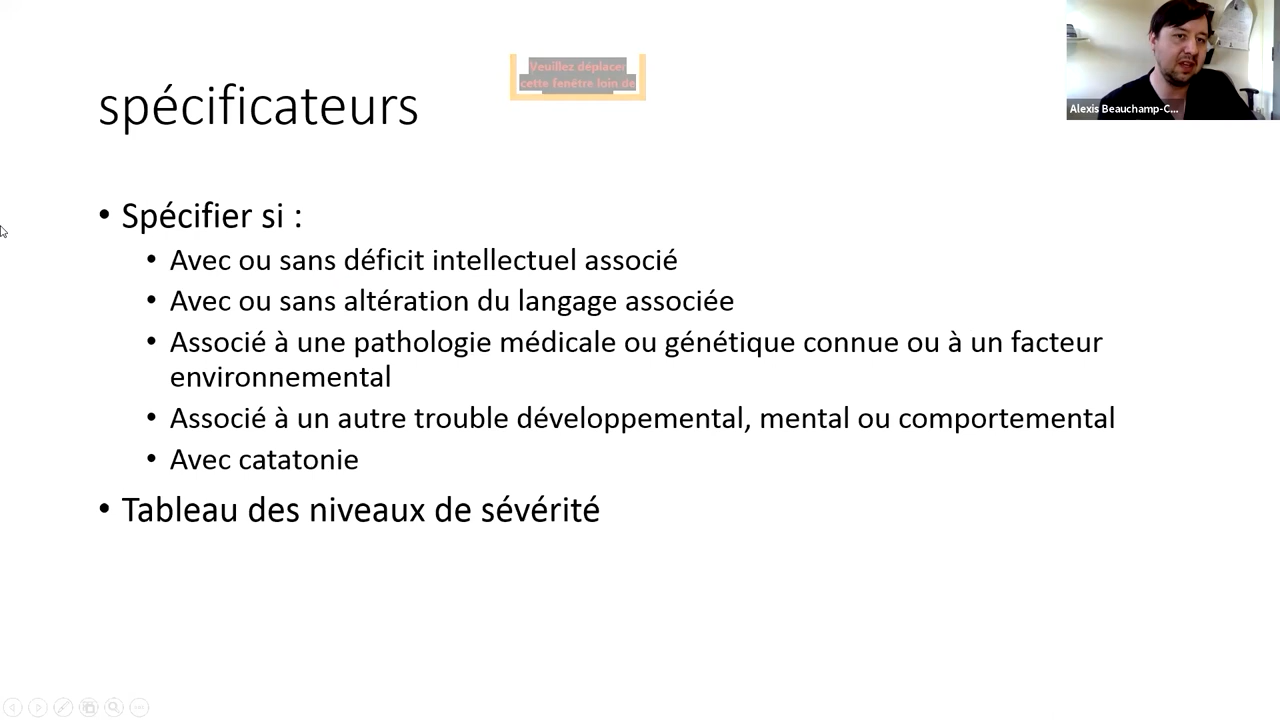 Veuillez déplacer
cette fenêtre loin de
spécificateurs
Alexis Beauchamp-C...
• Spécifier si :
• Avec ou sans déficit intellectuel associé
• Avec ou sans altération du langage associée
• Associé à une pathologie médicale ou génétique connue ou à un facteur
environnemental
• Associé à un autre trouble développemental, mental ou comportemental
• Avec catatonie
• Tableau des niveaux de sévérité